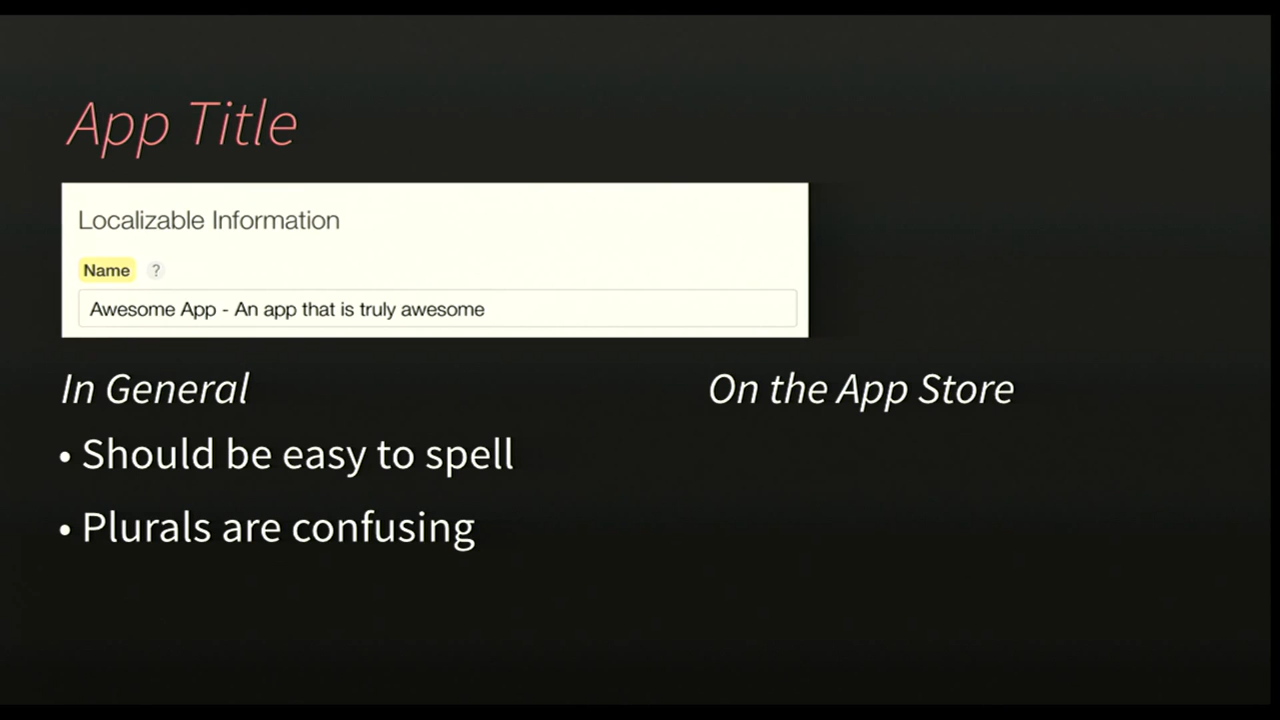 App Title
Localizable Information
Name ?
Awesome App - An app that is truly awesome
In General
• Should be easy to spell
• Plurals are confusing
On the App Store